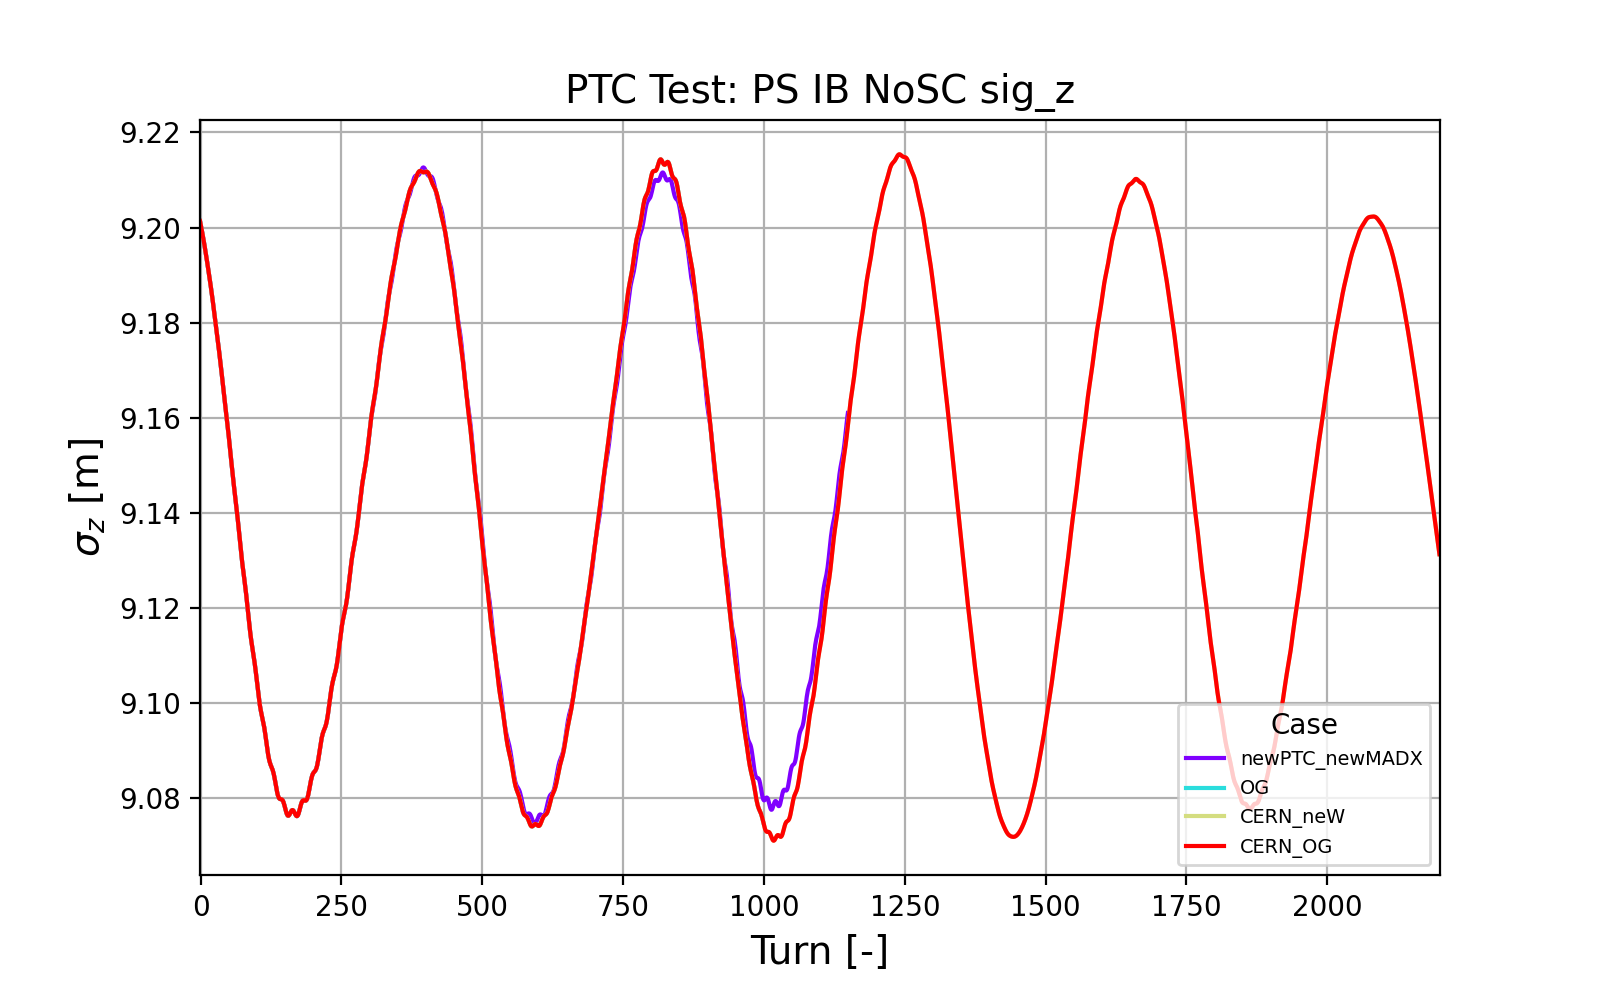 PTC Test: PS IB NoSC sig_z
9.22
9.20
9.18
9.16
9.14
9.12
9.10
9.08
σz [m]
Case
newPTC_newMADX
OG
CERN_neW
CERN_OG
0 250 500 750 1000 1250 1500 1750 2000
Turn [-]